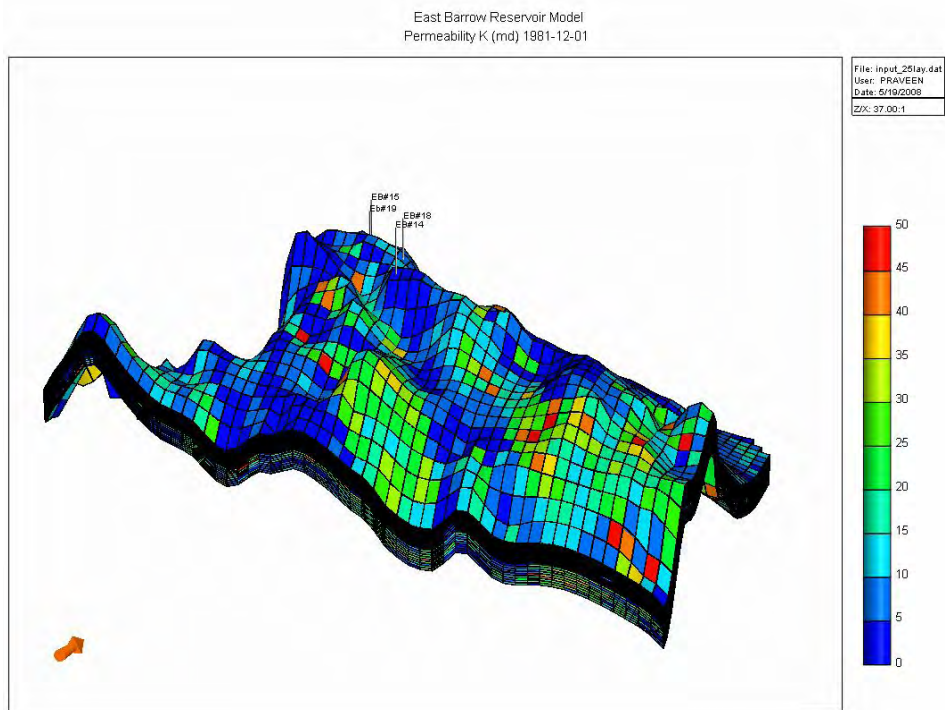 East Barrow Reservoir Model
Permeability K (md) 1981-12-01
File: input_25lay.dat
User: PRAVEEN
Date: 5/19/2008
Z/X: 37.00:1
EB#15
Eb#19
EB#18
EB#14
50
45
40
35
30
25
20
15
10
5
0